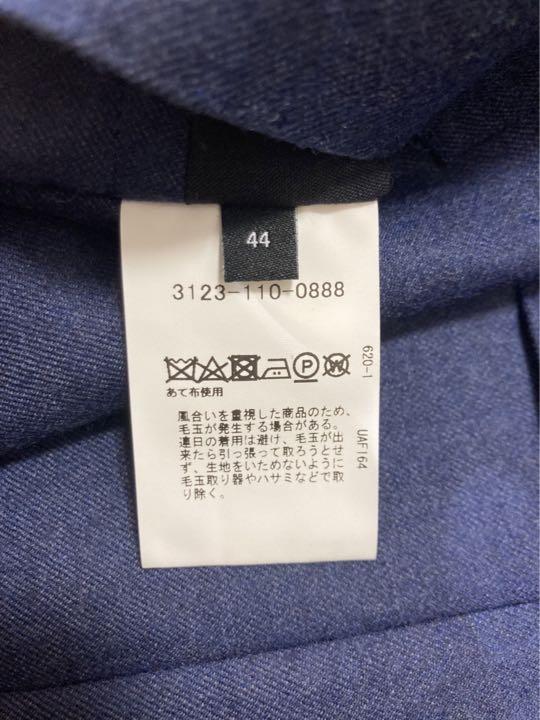 44
3123-110-0888
あて布使用
風合いを重視した商品のため、
毛玉が発生する場合がある。
連日の着用は避け、毛玉が出
来たら引っ張って取ろうとせ
ず、生地をいためないように
毛玉取り器やハサミなどで取
り除く。
620-1
UAF164